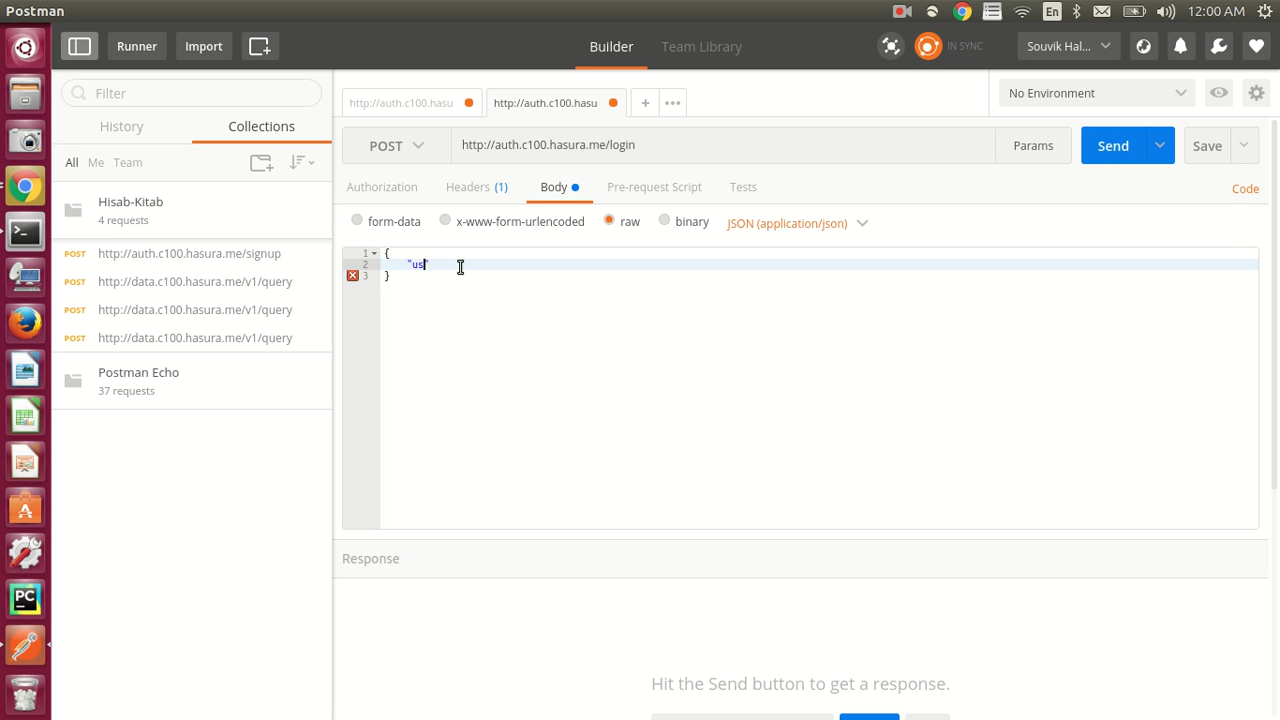 Postman
En
12:00 AM
Runner
Import
Builder
Team Library
IN SYNC
Souvik Hal...
Filter
History
Collections
All
Me
Team
Hisab-Kitab
4 requests
POST http://auth.c100.hasura.me/signup
POST http://data.c100.hasura.me/v1/query
POST http://data.c100.hasura.me/v1/query
POST http://data.c100.hasura.me/v1/query
Postman Echo
37 requests
http://auth.c100.hasu
http://auth.c100.hasu
+
No Environment
POST
http://auth.c100.hasura.me/login
Params
Send
Save
Authorization
Headers (1)
Body
Pre-request Script
Tests
Code
form-data
x-www-form-urlencoded
raw
binary
JSON (application/json)
1 {
2 "us"
3 }
Response
Hit the Send button to get a response.
PC